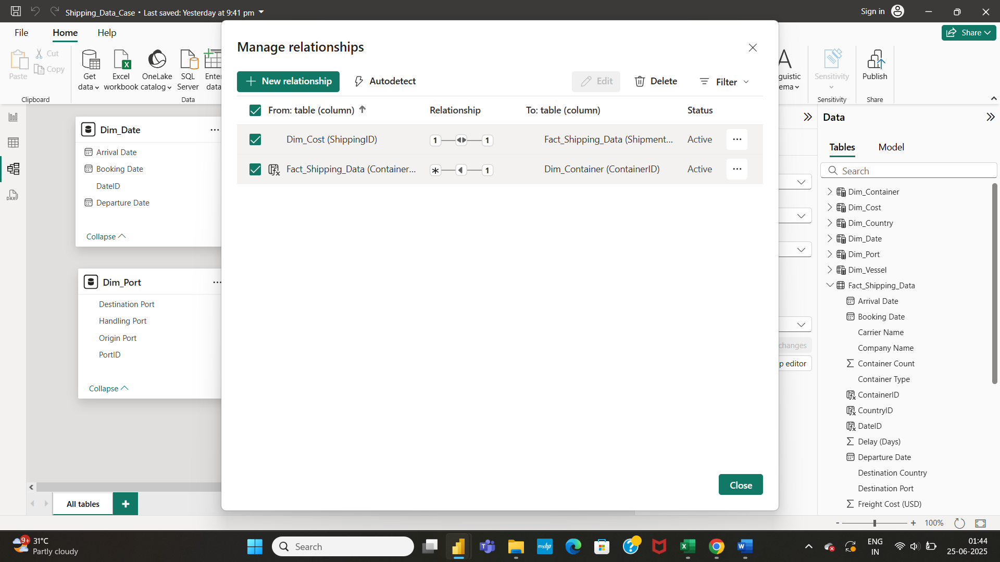 Shipping_Data_Case • Last saved: Yesterday at 9:41 pm
Sign in
File
Home
Help
Share
Paste
Cut
Copy
Clipboard
Get
data
Excel
workbook
OneLake
catalog
SQL
Server
Enter
data
Data
guistic
ema
Sensitivity
Sensitivity
Publish
Share
Manage relationships
New relationship
Autodetect
Edit
Delete
Filter
From: table (column)
Relationship
To: table (column)
Status
Dim_Cost (ShippingID)
1
1
Fact_Shipping_Data (Shipment...
Active
Fact_Shipping_Data (Container...
*
1
Dim_Container (ContainerID)
Active
Close
Dim_Date
Arrival Date
Booking Date
DateID
Departure Date
Collapse
Dim_Port
Destination Port
Handling Port
Origin Port
PortID
Collapse
changes
p editor
Data
Tables
Model
Search
Dim_Container
Dim_Cost
Dim_Country
Dim_Date
Dim_Port
Dim_Vessel
Fact_Shipping_Data
Arrival Date
Booking Date
Carrier Name
Company Name
Container Count
Container Type
ContainerID
CountryID
DateID
Delay (Days)
Departure Date
Destination Country
Destination Port
Freight Cost (USD)
All tables
+
- + 100%
9+
31°C
Partly cloudy
Search
myhp
ENG
IN
01:44
25-06-2025